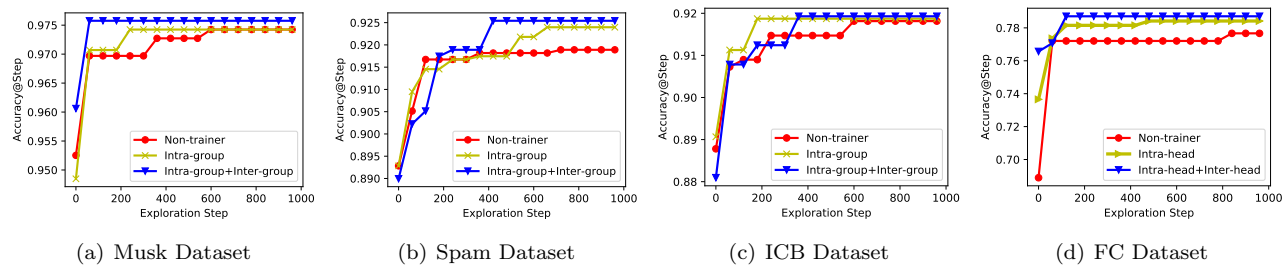 Accuracy@Step
0.975
0.970
0.965
0.960
0.955
0.950
Non-trainer
Intra-group
Intra-group+Inter-group
0 200 400 600 800 1000
Exploration Step
(a) Musk Dataset
Accuracy@Step
0.925
0.920
0.915
0.910
0.905
0.900
0.895
0.890
Non-trainer
Intra-group
Intra-group+Inter-group
0 200 400 600 800 1000
Exploration Step
(b) Spam Dataset
Accuracy@Step
0.92
0.91
0.90
0.89
0.88
Non-trainer
Intra-group
Intra-group+Inter-group
0 200 400 600 800 1000
Exploration Step
(c) ICB Dataset
Accuracy@Step
0.78
0.76
0.74
0.72
0.70
Non-trainer
Intra-head
Intra-head+Inter-head
0 200 400 600 800 1000
Exploration Step
(d) FC Dataset